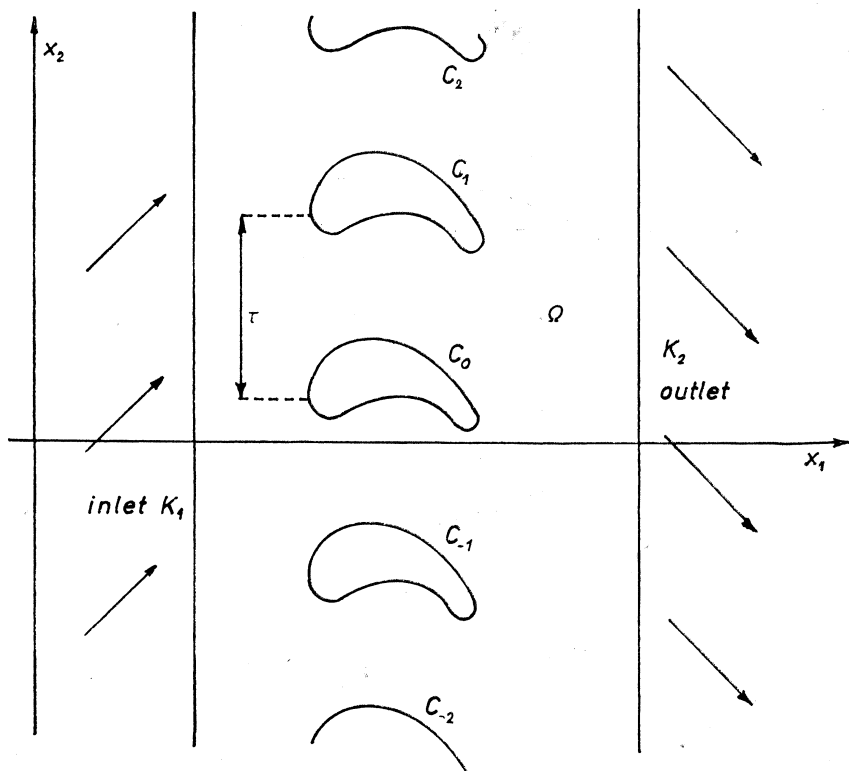 x₂
C₂
C₁
τ
Ω
C₀
K₂
outlet
x₁
inlet K₁
C₋₁
C₋₂